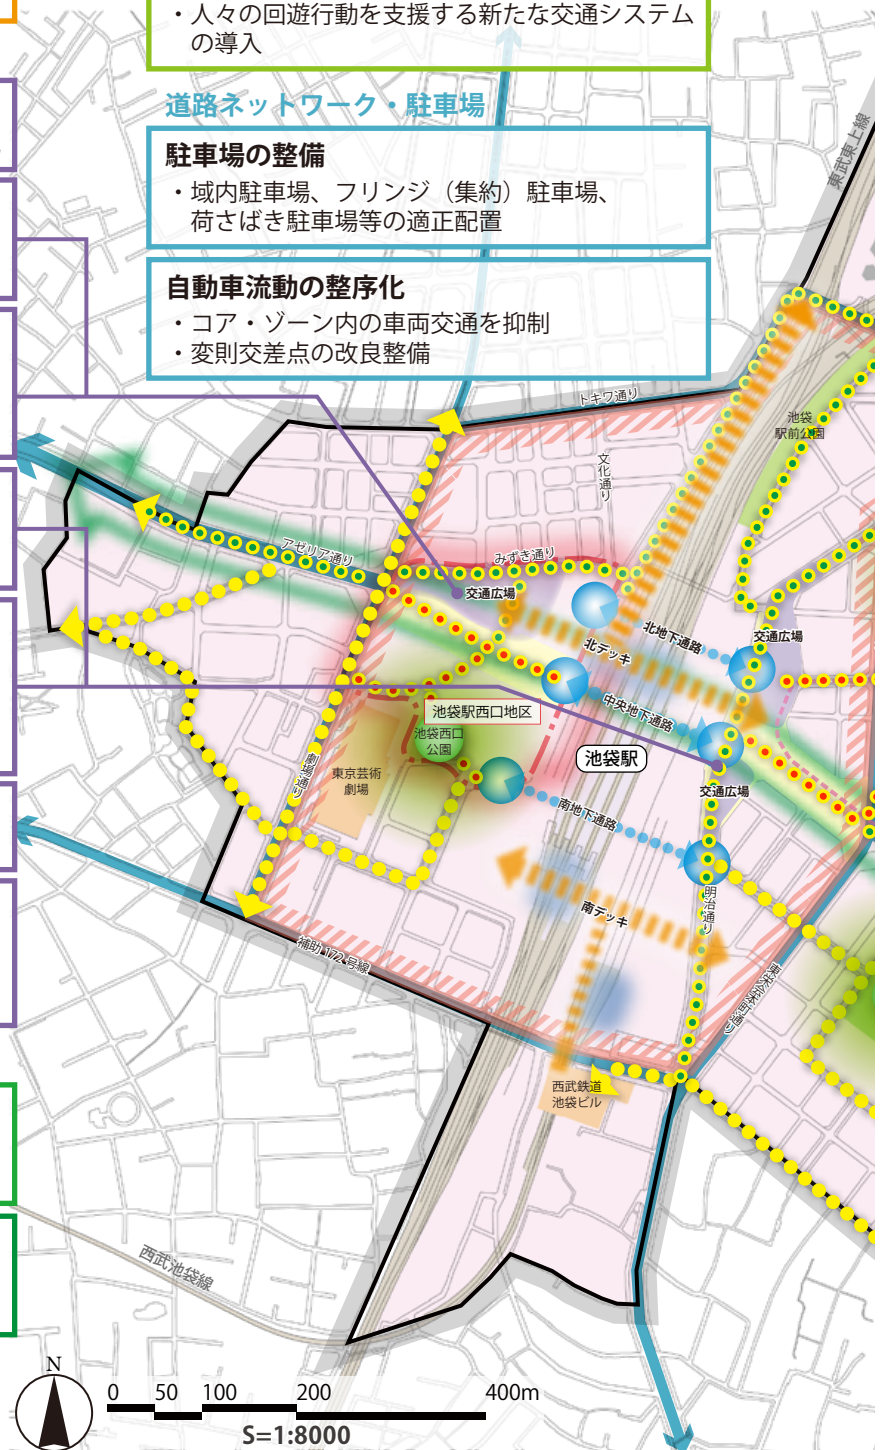 ・人々の回遊行動を支援する新たな交通システム
の導入
道路ネットワーク・駐車場
駐車場の整備
・域内駐車場、フリンジ（集約）駐車場、
荷さばき駐車場等の適正配置
自動車流動の整序化
・コア・ゾーン内の車両交通を抑制
・変則交差点の改良整備
東武東上線
トキワ通り
池袋
駅前公園
文化通り
アゼリア通り
みずき通り
交通広場
北地下通路
北デッキ
交通広場
中央地下通路
池袋駅西口地区
池袋西口
公園
池袋駅
東京芸術
劇場
劇場通り
交通広場
南地下通路
明治通り
南デッキ
補助 172 号線
東栄会本町通り
西武鉄道
池袋ビル
西武池袋線
N
0 50 100 200 400m
S=1:8000